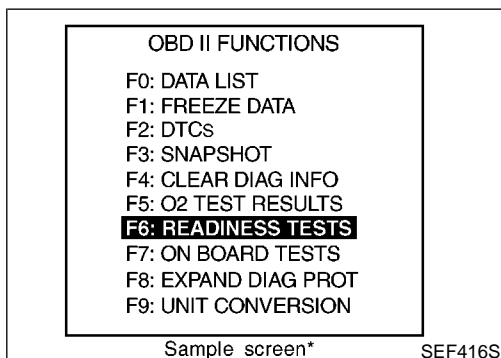 OBD II FUNCTIONS
F0: DATA LIST
F1: FREEZE DATA
F2: DTCs
F3: SNAPSHOT
F4: CLEAR DIAG INFO
F5: O2 TEST RESULTS
F6: READINESS TESTS
F7: ON BOARD TESTS
F8: EXPAND DIAG PROT
F9: UNIT CONVERSION
Sample screen*
SEF416S